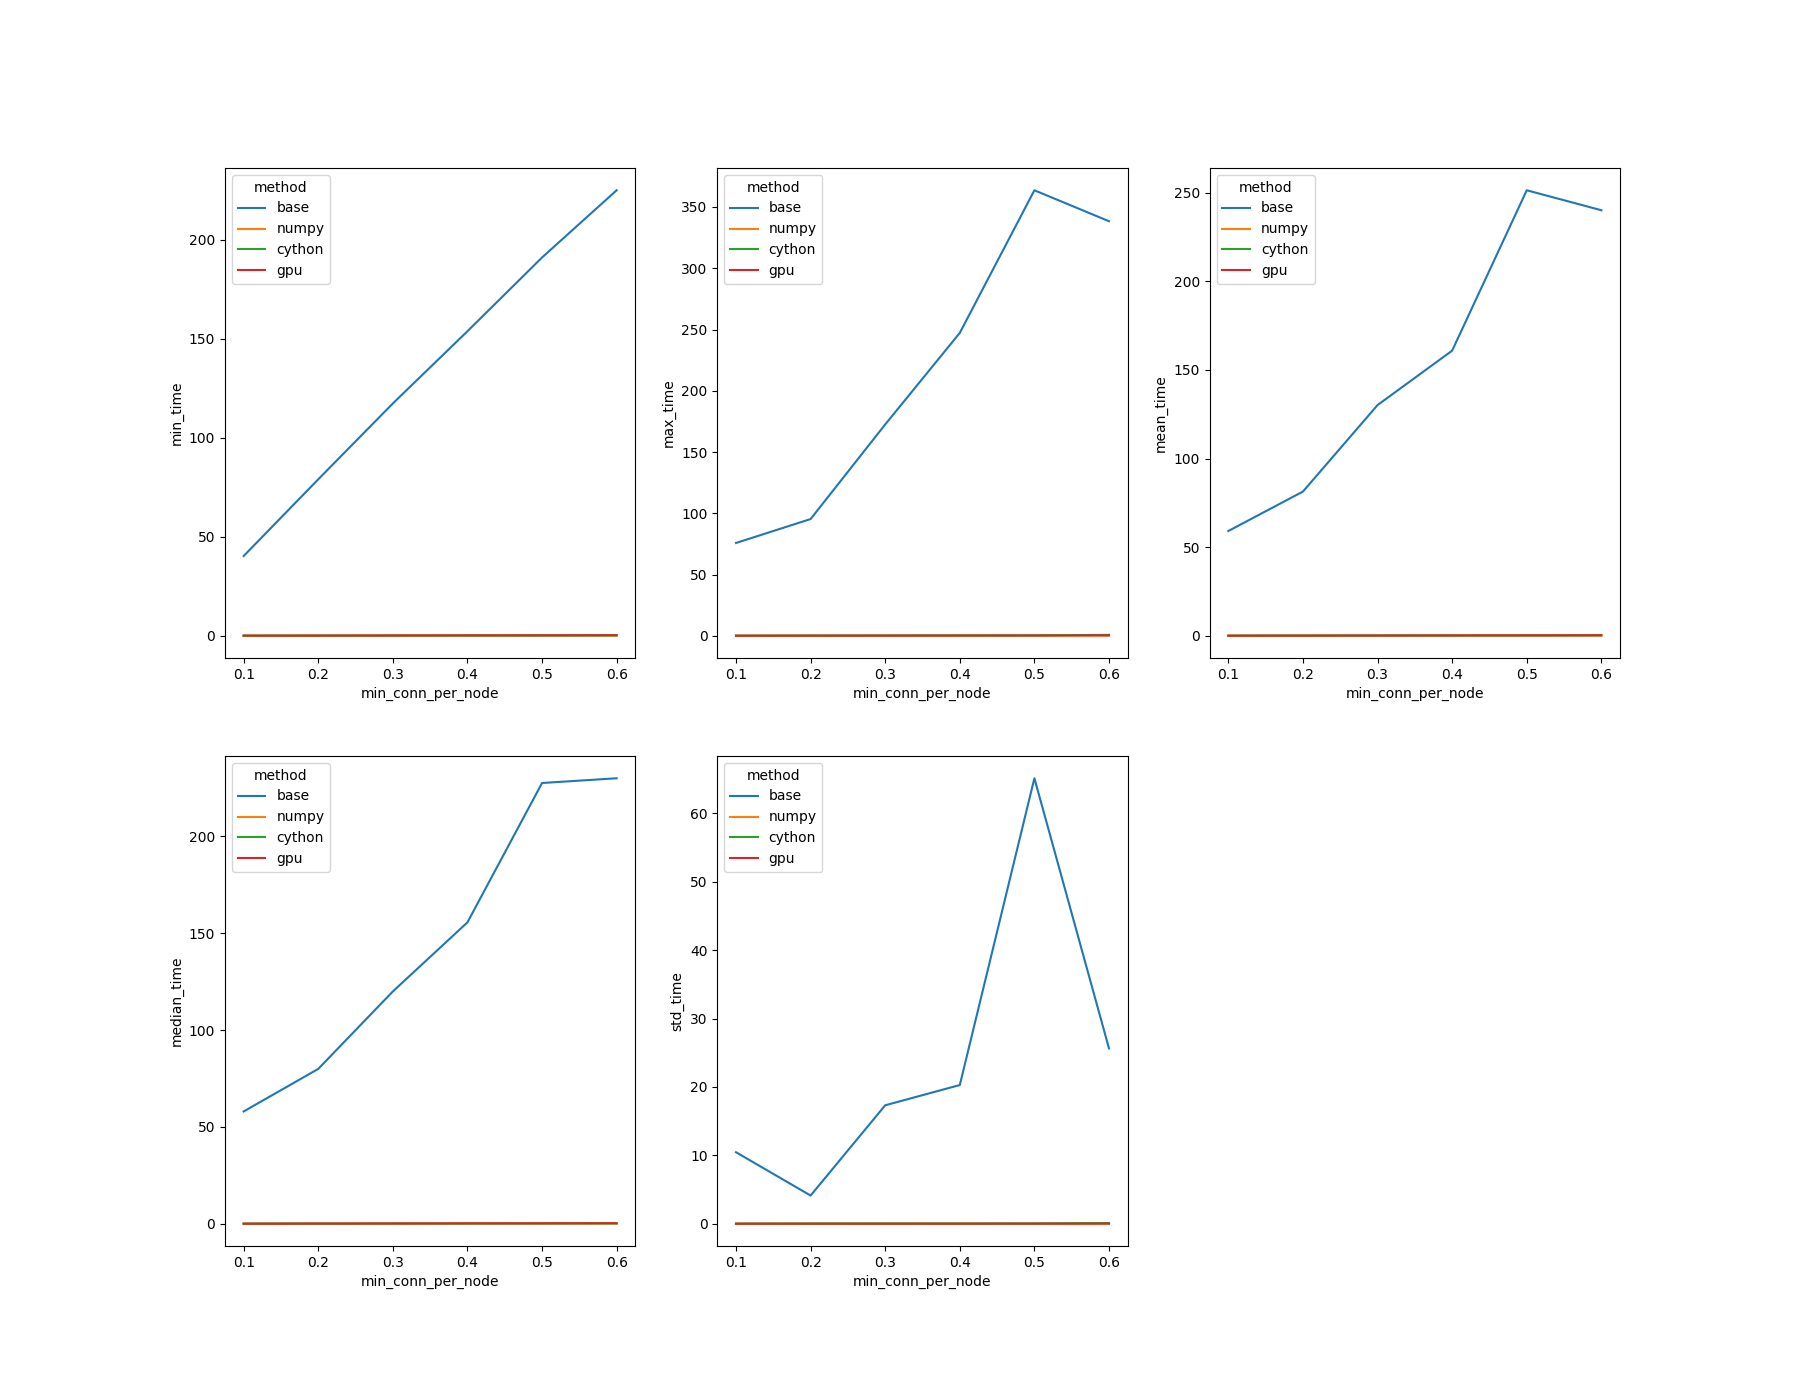 method
base
numpy
cython
gpu
200
150
100
50
0
min_time
0.1 0.2 0.3 0.4 0.5 0.6
min_conn_per_node
method
base
numpy
cython
gpu
350
300
250
200
150
100
50
0
max_time
0.1 0.2 0.3 0.4 0.5 0.6
min_conn_per_node
method
base
numpy
cython
gpu
250
200
150
100
50
0
mean_time
0.1 0.2 0.3 0.4 0.5 0.6
min_conn_per_node
method
base
numpy
cython
gpu
200
150
100
50
0
median_time
0.1 0.2 0.3 0.4 0.5 0.6
min_conn_per_node
method
base
numpy
cython
gpu
60
50
40
30
20
10
0
std_time
0.1 0.2 0.3 0.4 0.5 0.6
min_conn_per_node